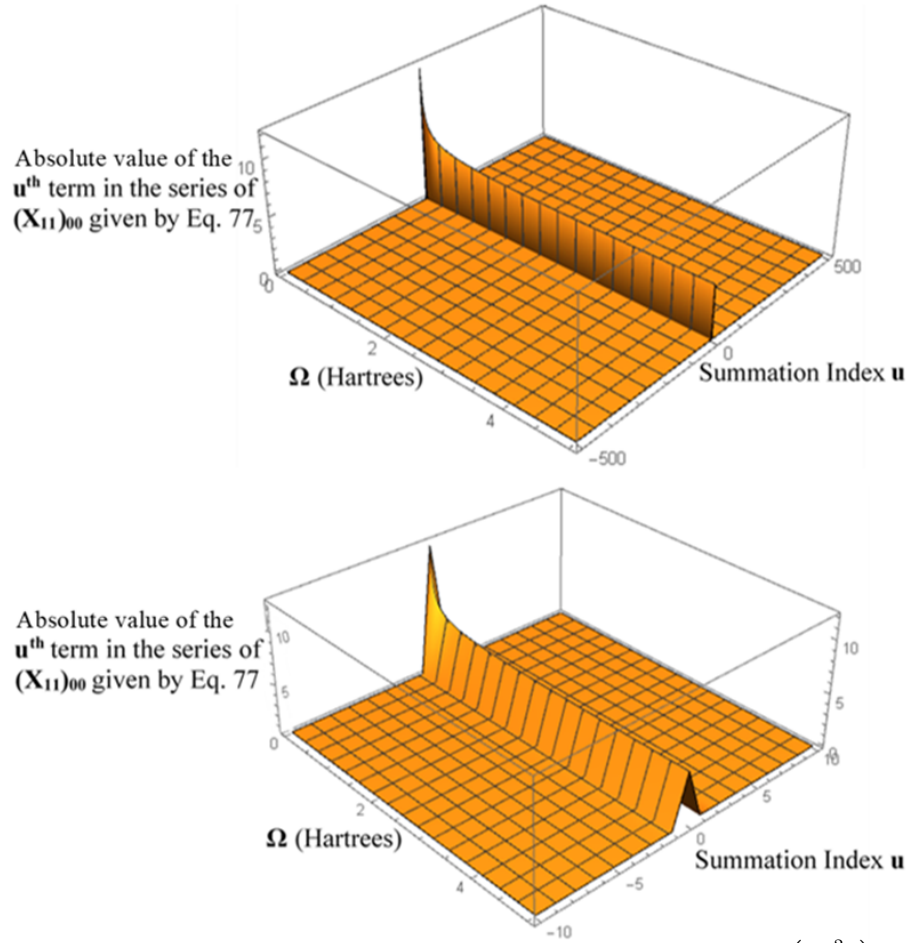 Absolute value of the
10
uᵗʰ term in the series of
(X₁₁)₀₀ given by Eq. 77
5
0
0
2
Ω (Hartrees)
4
500
0
Summation Index u
−500
Absolute value of the
10
uᵗʰ term in the series of
(X₁₁)₀₀ given by Eq. 77
5
0
2
Ω (Hartrees)
4
10
5
0
10
5
0
Summation Index u
−5
−10